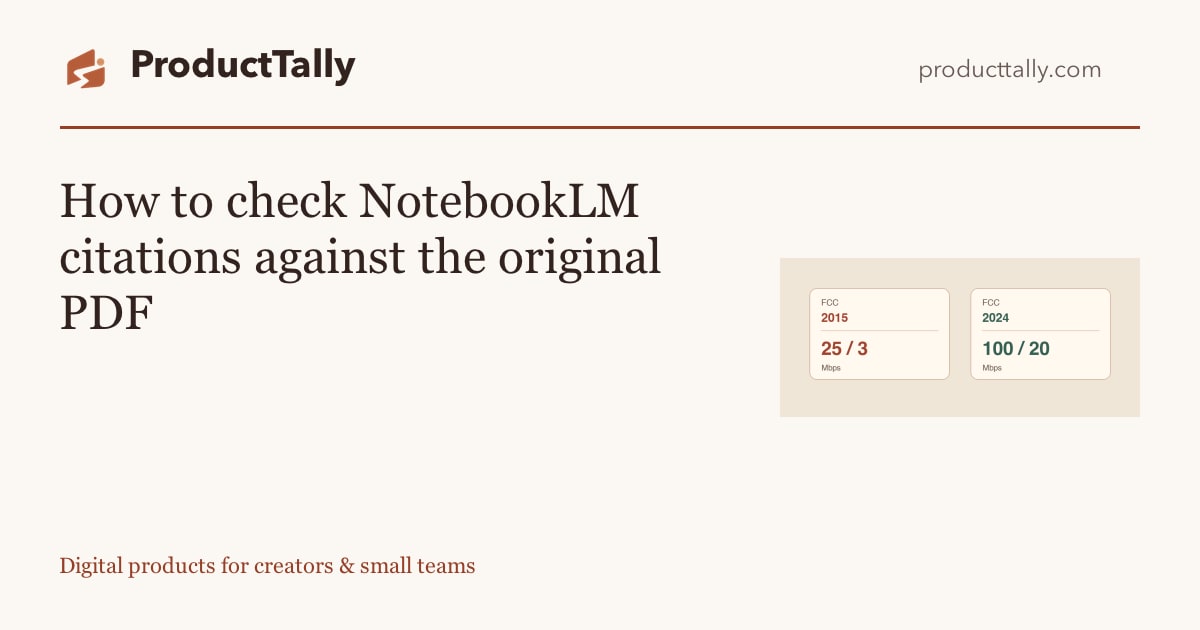 ProductTally
producttally.com
How to check NotebookLM
citations against the original
PDF
FCC
2015
25 / 3
Mbps
FCC
2024
100 / 20
Mbps
Digital products for creators & small teams